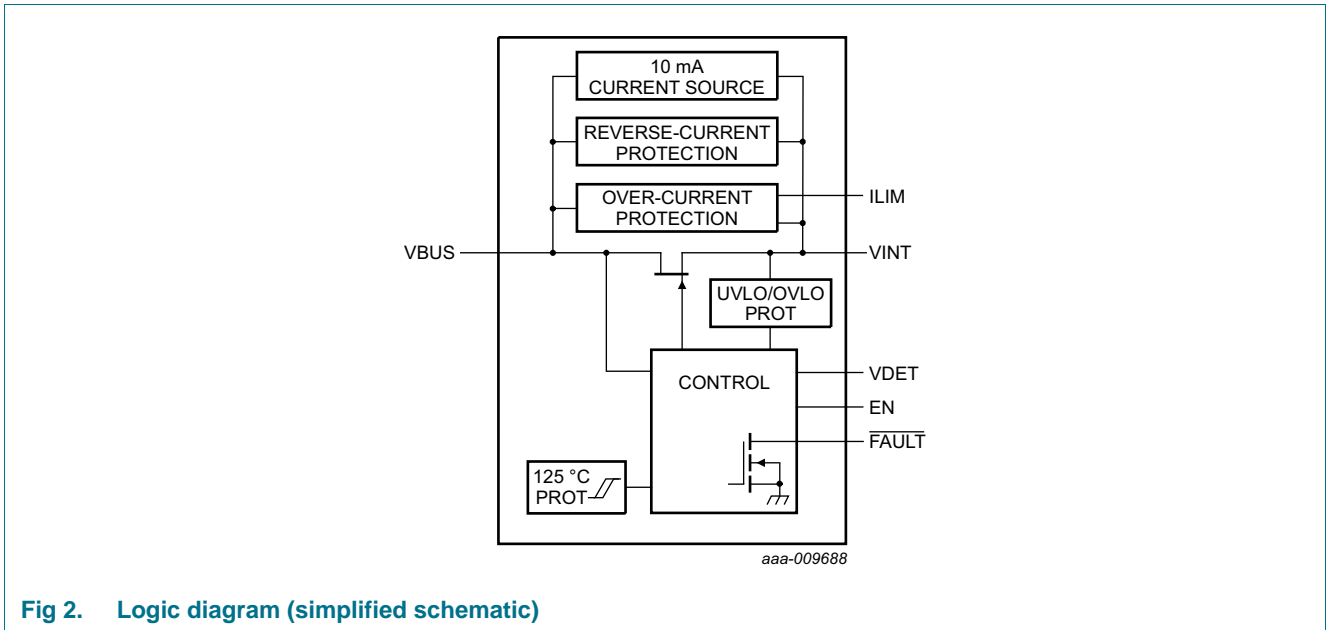 10 mA
CURRENT SOURCE
REVERSE-CURRENT
PROTECTION
OVER-CURRENT
PROTECTION
ILIM
VBUS
VINT
UVLO/OVLO
PROT
CONTROL
VDET
EN
FAULT
125 °C
PROT
aaa-009688
Fig 2. Logic diagram (simplified schematic)